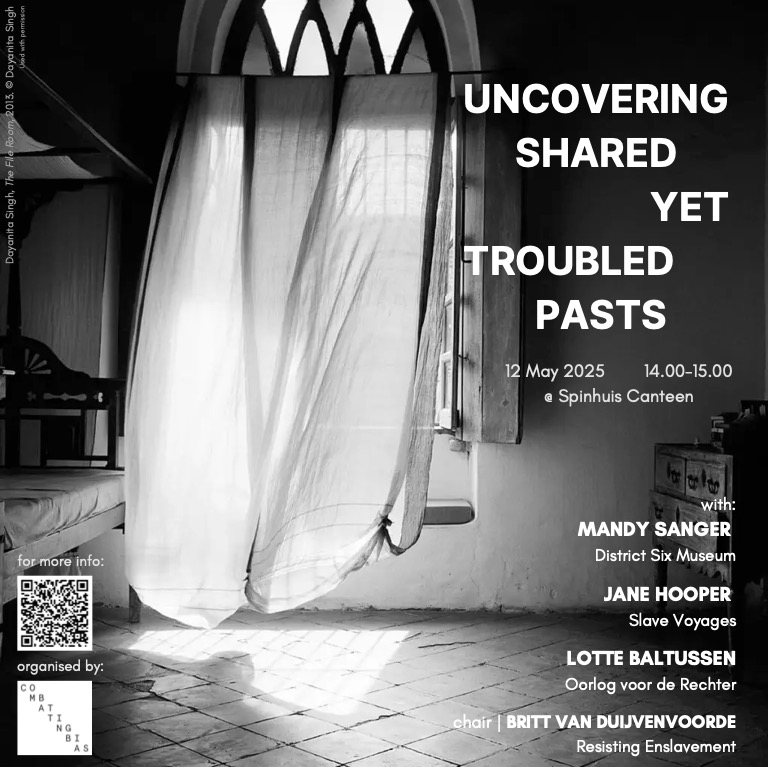 Dayanita Singh, The File Room, 2013. © Dayanita Singh
Used with permission
UNCOVERING
SHARED
YET
TROUBLED
PASTS
12 May 2025 14.00-15.00
@ Spinhuis Canteen
with:
MANDY SANGER
District Six Museum
JANE HOOPER
Slave Voyages
LOTTE BALTUSSEN
Oorlog voor de Rechter
chair | BRITT VAN DUIJVENVOORDE
Resisting Enslavement
for more info:
organised by:
CO
MB
AT
TI
NG
BI
AS